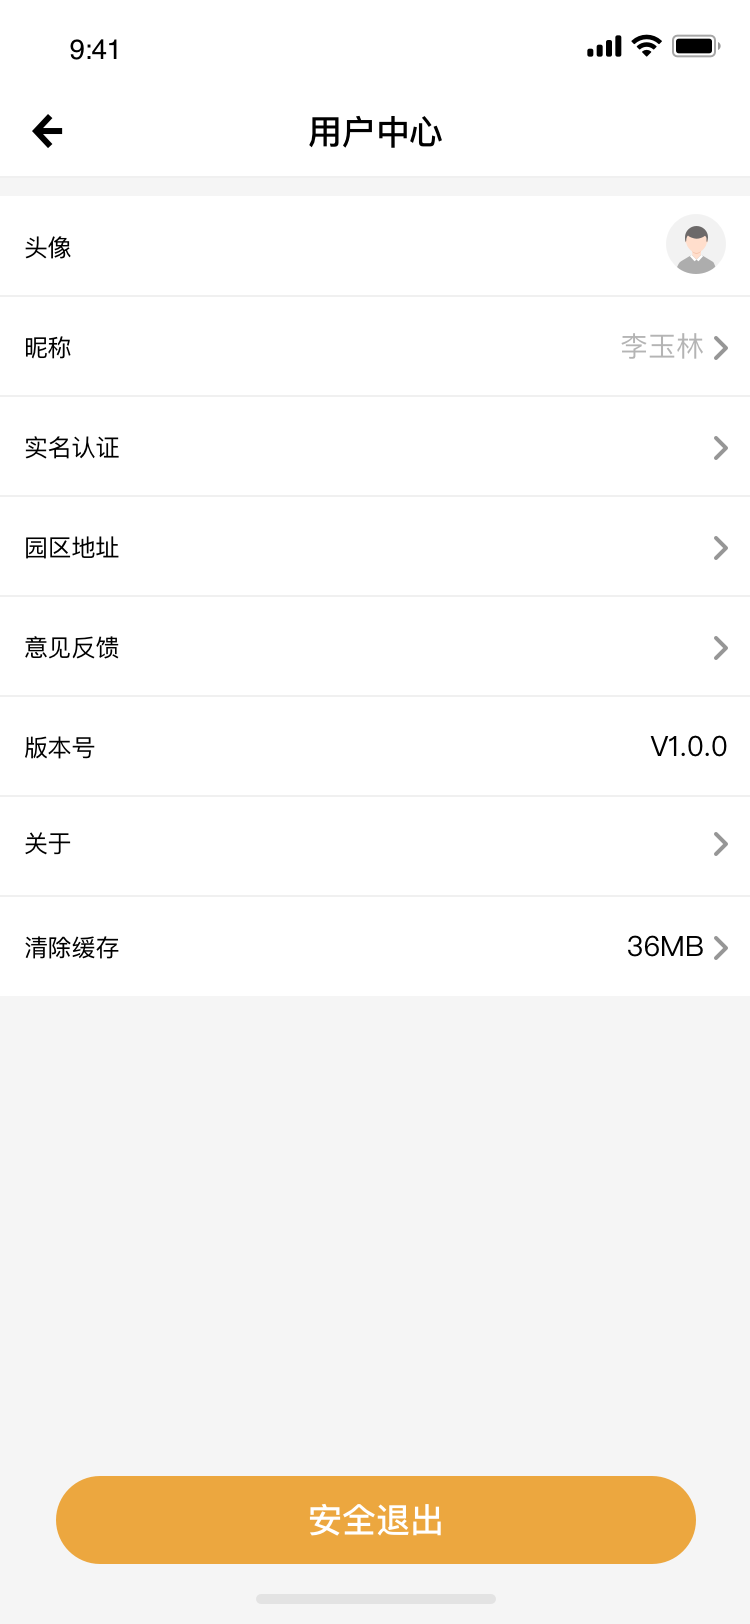 9:41
用户中心
头像
昵称 李玉林
实名认证
园区地址
意见反馈
版本号 V1.0.0
关于
清除缓存 36MB
安全退出